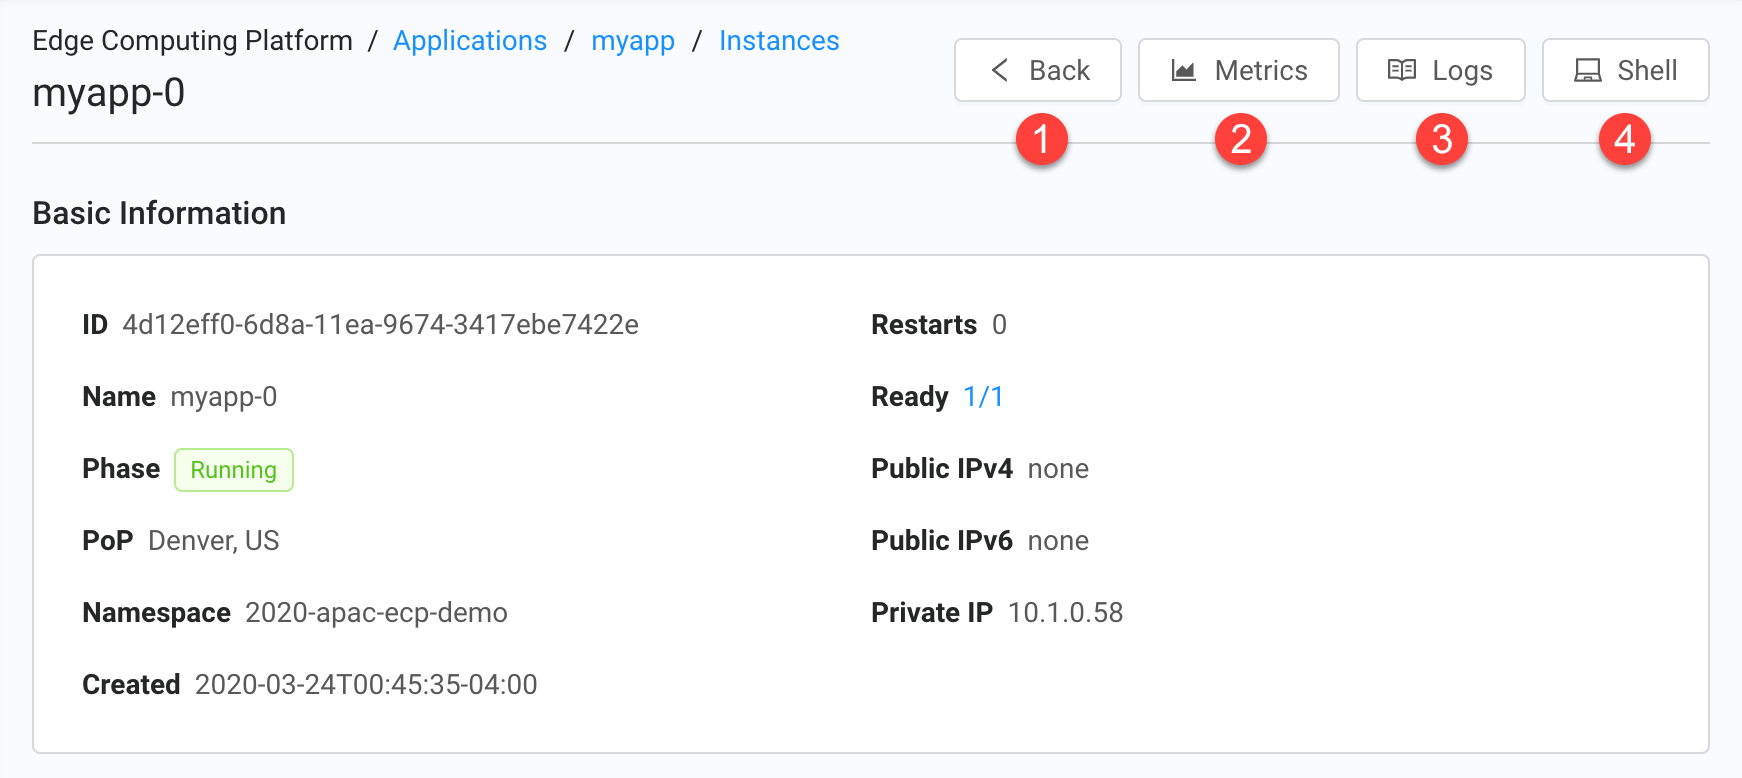 Edge Computing Platform / Applications / myapp / Instances
myapp-0
Back
Metrics
Logs
Shell
1
2
3
4
Basic Information
ID 4d12eff0-6d8a-11ea-9674-3417ebe7422e
Name myapp-0
Phase Running
PoP Denver, US
Namespace 2020-apac-ecp-demo
Created 2020-03-24T00:45:35-04:00
Restarts 0
Ready 1/1
Public IPv4 none
Public IPv6 none
Private IP 10.1.0.58